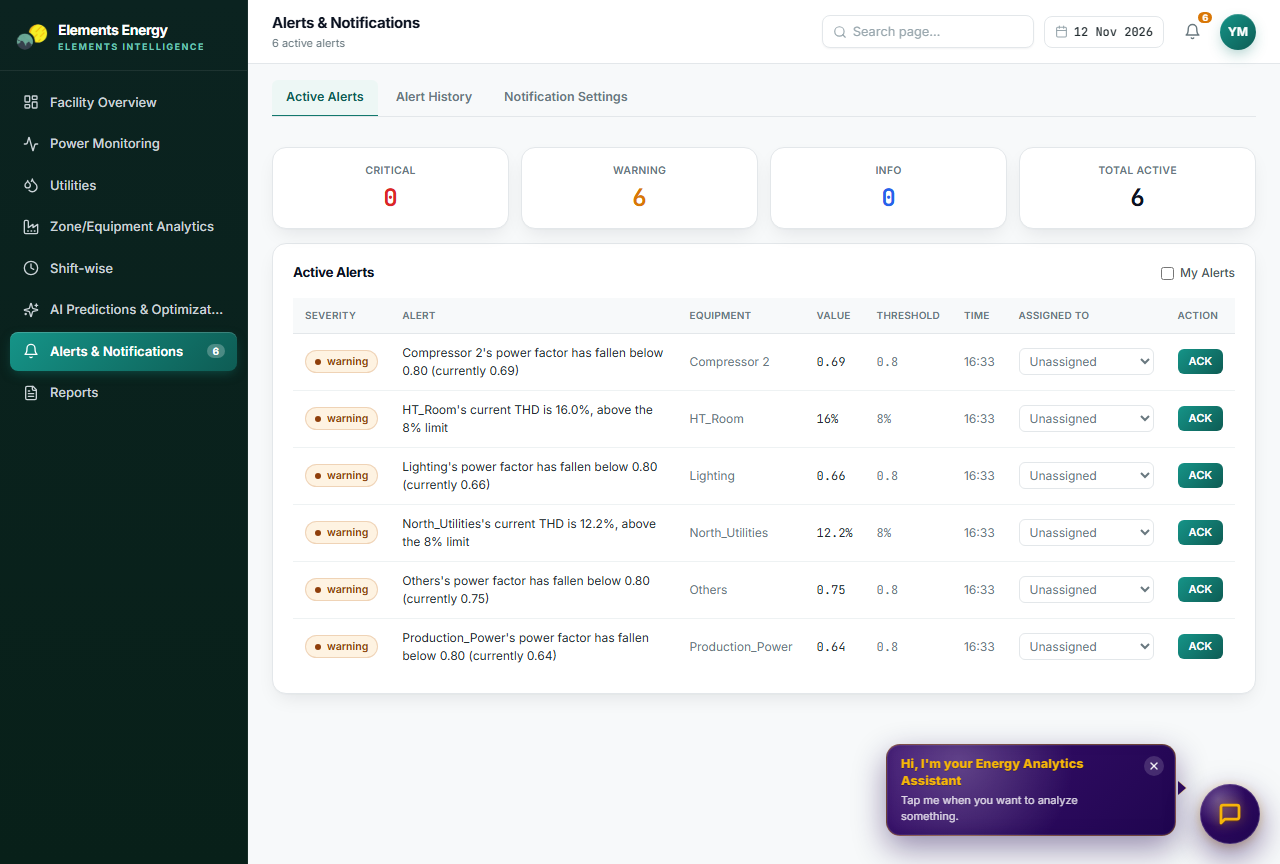 Elements Energy
ELEMENTS INTELLIGENCE
Facility Overview
Power Monitoring
Utilities
Zone/Equipment Analytics
Shift-wise
AI Predictions & Optimizat...
Alerts & Notifications 6
Reports
Alerts & Notifications
6 active alerts
Search page...
12 Nov 2026
6
YM
Active Alerts Alert History Notification Settings
CRITICAL
0
WARNING
6
INFO
0
TOTAL ACTIVE
6
Active Alerts
My Alerts
SEVERITY ALERT EQUIPMENT VALUE THRESHOLD TIME ASSIGNED TO ACTION
warning Compressor 2's power factor has fallen below
0.80 (currently 0.69) Compressor 2 0.69 0.8 16:33 Unassigned ACK
warning HT_Room's current THD is 16.0%, above the
8% limit HT_Room 16% 8% 16:33 Unassigned ACK
warning Lighting's power factor has fallen below 0.80
(currently 0.66) Lighting 0.66 0.8 16:33 Unassigned ACK
warning North_Utilities's current THD is 12.2%, above
the 8% limit North_Utilities 12.2% 8% 16:33 Unassigned ACK
warning Others's power factor has fallen below 0.80
(currently 0.75) Others 0.75 0.8 16:33 Unassigned ACK
warning Production_Power's power factor has fallen
below 0.80 (currently 0.64) Production_Power 0.64 0.8 16:33 Unassigned ACK
Hi, I'm your Energy Analytics
Assistant
Tap me when you want to analyze
something.